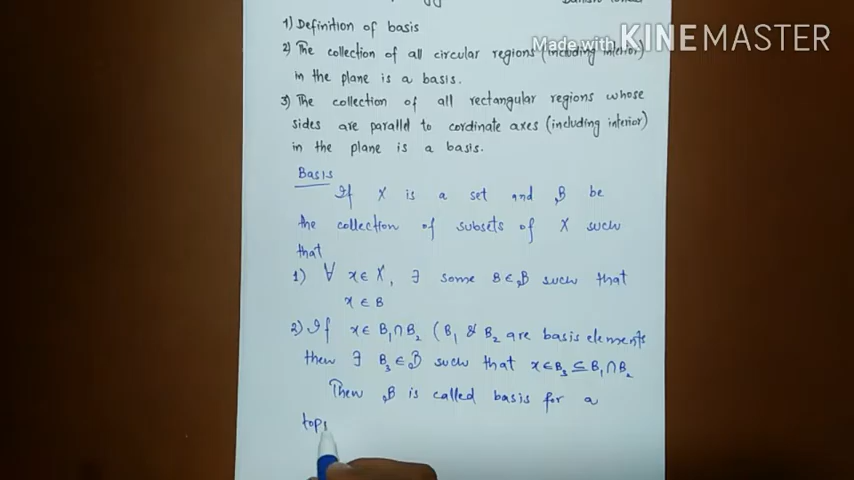 1) Definition of basis
Made with KINEMASTER
2) The collection of all circular regions (including interior)
in the plane is a basis.
3) The collection of all rectangular regions whose
sides are paralld to cordinate axes (including interior)
in the plane is a basis.
Basis
If X is a set and B be
the collection of subsets of X such
that
1) ∀ x ∈ X, ∃ some B ∈ B such that
x ∈ B
2) If x ∈ B₁ ∩ B₂ ( B₁ & B₂ are basis elements
then ∃ B₃ ∈ B such that x ∈ B₃ ⊆ B₁ ∩ B₂
Then B is called basis for a
topo